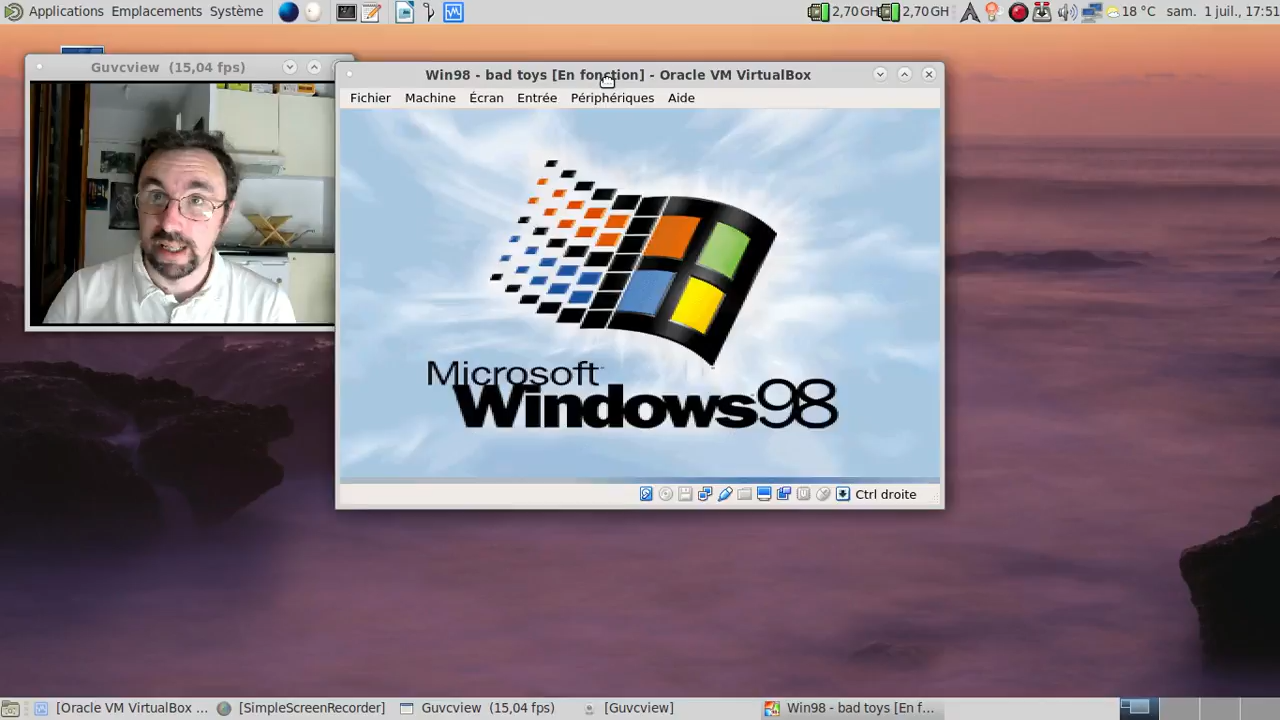 Applications Emplacements Système 2,70 GH 2,70 GH 18 °C sam. 1 juil., 17:51
Guvcview (15,04 fps)
Win98 - bad toys [En fonction] - Oracle VM VirtualBox
Fichier Machine Écran Entrée Périphériques Aide
Microsoft
Windows98
Ctrl droite
[Oracle VM VirtualBox ... [SimpleScreenRecorder] Guvcview (15,04 fps) [Guvcview] Win98 - bad toys [En f...